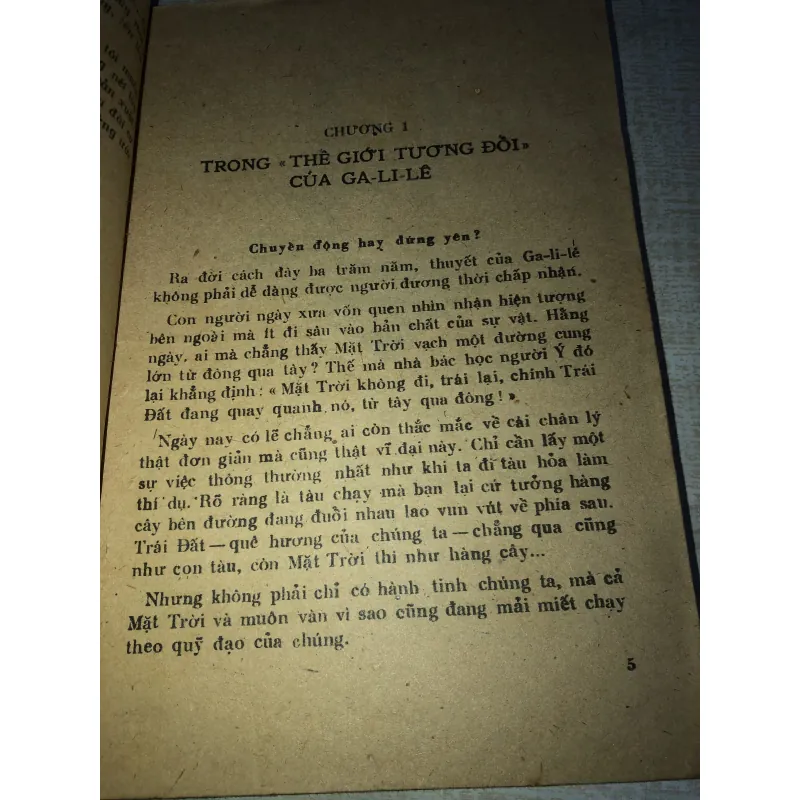 CHƯƠNG 1
TRONG «THẾ GIỚI TƯƠNG ĐỐI»
CỦA GA-LI-LÊ
Chuyển động hay đứng yên?
Ra đời cách đây ba trăm năm, thuyết của Ga-li-lê
không phải dễ dàng được người đương thời chấp nhận.
Con người ngày xưa vốn quen nhìn nhận hiện tượng
bên ngoài mà ít đi sâu vào bản chất của sự vật. Hằng
ngày, ai mà chẳng thấy Mặt Trời vạch một đường cung
lớn từ đông qua tây? Thế mà nhà bác học người Ý đó
lại khẳng định: «Mặt Trời không đi, trái lại, chính Trái
Đất đang quay quanh nó, từ tây qua đông!».
Ngày nay có lẽ chẳng ai còn thắc mắc về cái chân lý
thật đơn giản mà cũng thật vĩ đại này. Chỉ cần lấy một
sự việc thông thường nhất như khi ta đi tàu hỏa làm
thí dụ. Rõ ràng là tàu chạy mà bạn lại cứ tưởng hàng
cây bên đường đang đuổi nhau lao vun vút về phía sau.
Trái Đất — quê hương của chúng ta — chẳng qua cũng
như con tàu, còn Mặt Trời thì như hàng cây...
Nhưng không phải chỉ có hành tinh chúng ta, mà cả
Mặt Trời và muôn vàn vì sao cũng đang mải miết chạy
theo quỹ đạo của chúng.
5